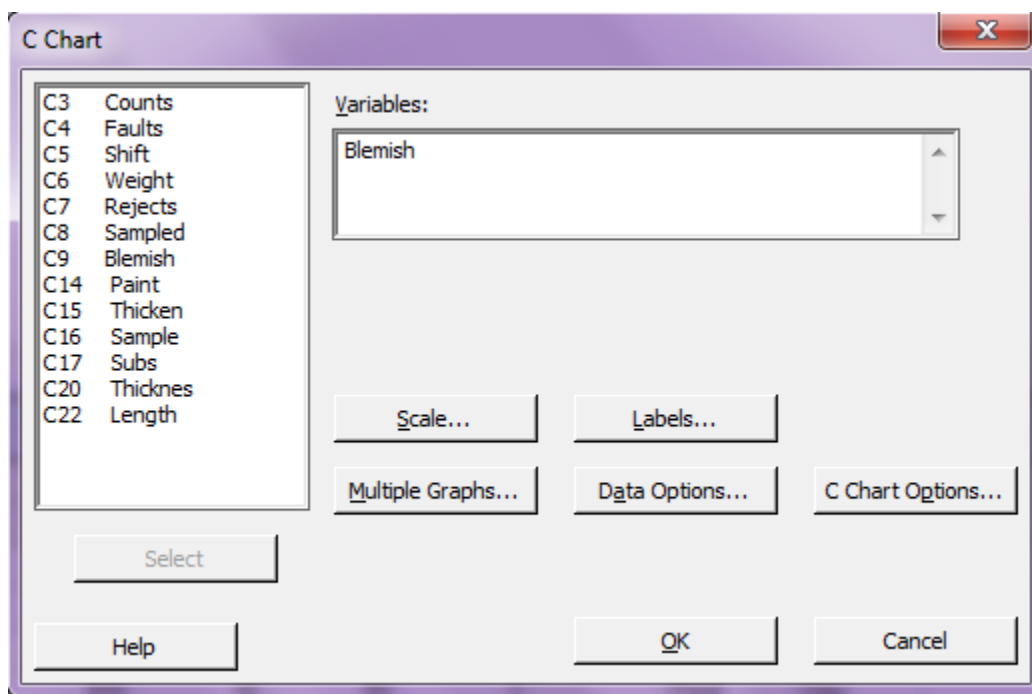 C Chart
C3 Counts
C4 Faults
C5 Shift
C6 Weight
C7 Rejects
C8 Sampled
C9 Blemish
C14 Paint
C15 Thicken
C16 Sample
C17 Subs
C20 Thicknes
C22 Length
Variables:
Blemish
Scale... Labels...
Multiple Graphs... Data Options... C Chart Options...
Select
Help OK Cancel